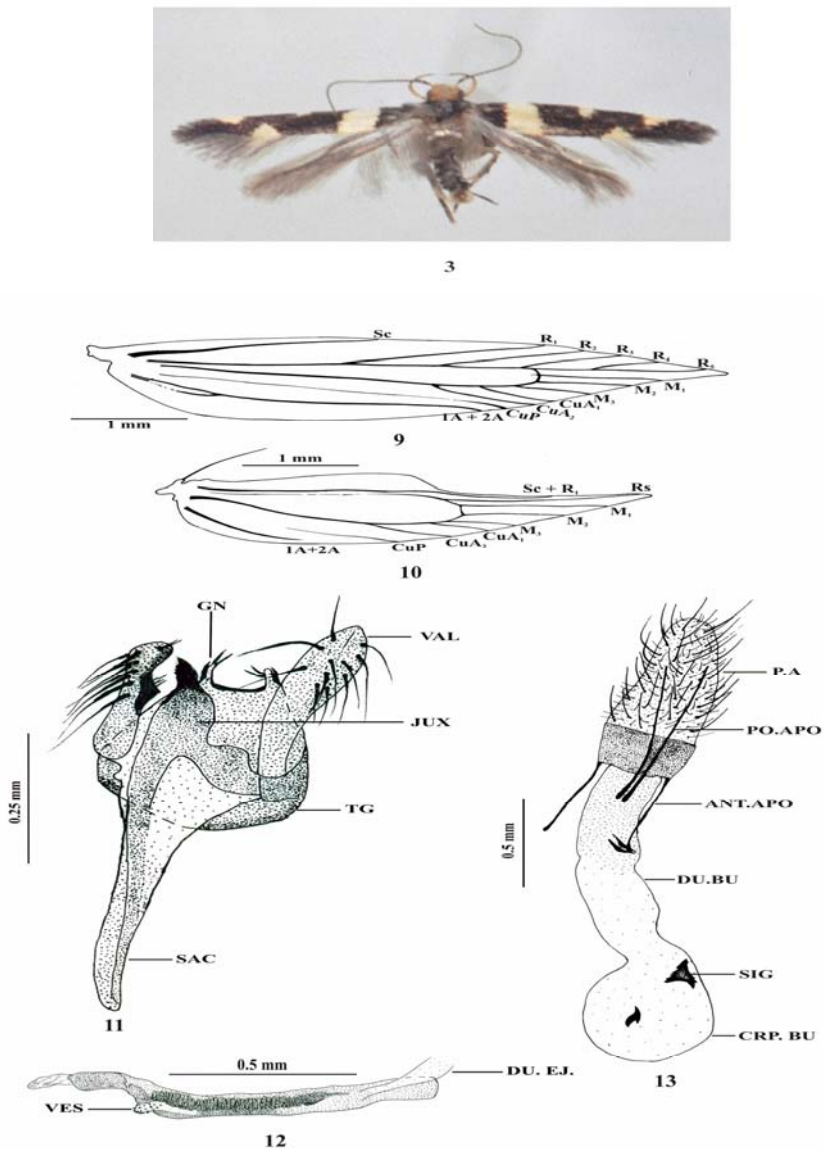 3
Sc
R₁
R₂
R₃
R₄
R₅
M₁
M₂
M₃
CuA₁
CuA₂
CuP
1A + 2A
1 mm
9
1 mm
Sc + R₁
Rs
M₁
M₂
M₃
CuA₁
CuA₂
CuP
1A+2A
10
GN
VAL
JUX
TG
SAC
0.25 mm
11
P.A
PO.APO
ANT.APO
DU.BU
SIG
CRP. BU
0.5 mm
13
0.5 mm
DU. EJ.
VES
12